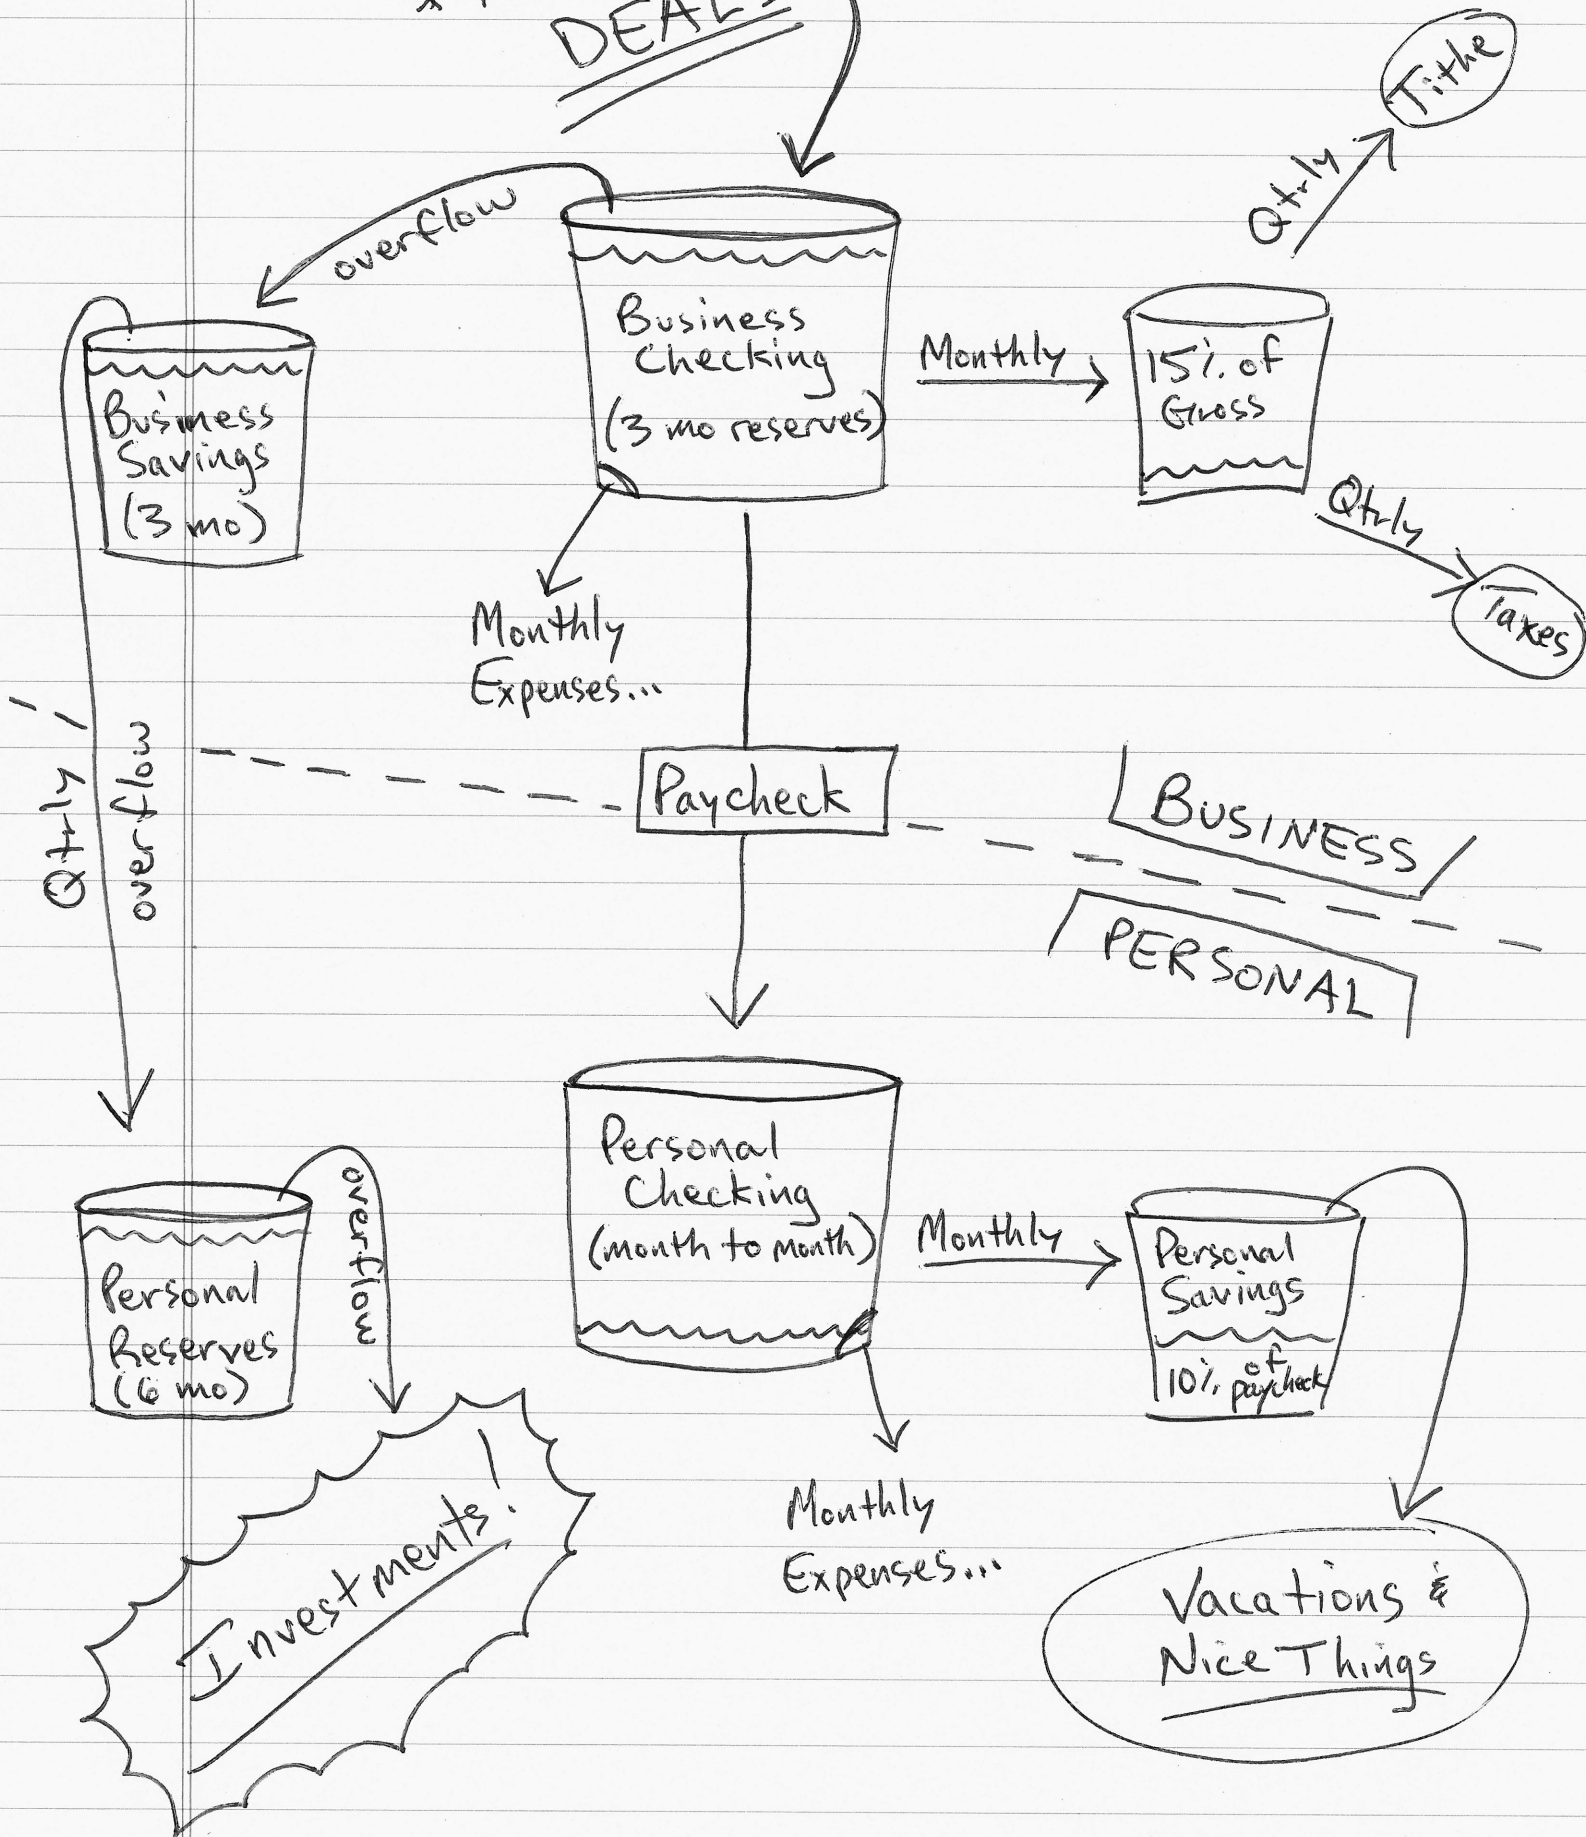 DEALS
Tithe
Qtrly
overflow
Business
Checking
(3 mo reserves)
Monthly
15% of
Gross
Business
Savings
(3 mo)
Qtrly
Taxes
Monthly
Expenses...
Paycheck
BUSINESS
PERSONAL
Qtrly
overflow
Personal
Checking
(month to month)
Monthly
Personal
Savings
10% of
paycheck
overflow
Personal
Reserves
(6 mo)
Monthly
Expenses...
Investments!
Vacations &
Nice Things